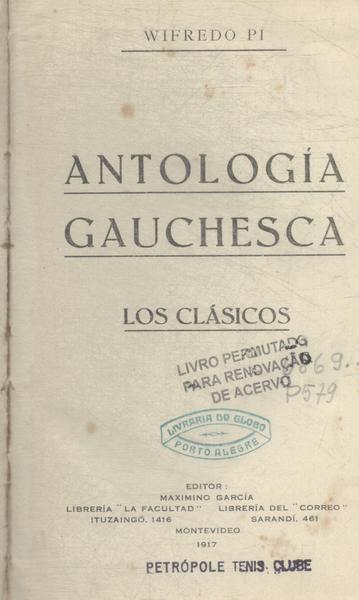 WIFREDO PI
ANTOLOGÍA
GAUCHESCA
LOS CLÁSICOS
LIVRO PERMUTADO
PARA RENOVAÇÃO
DE ACERVO
869.
P579
LIVRARIA DO GLOBO
PORTO ALEGRE
EDITOR:
MAXIMINO GARCÍA
LIBRERÍA "LA FACULTAD" LIBRERÍA DEL "CORREO"
ITUZAINGÓ, 1416 SARANDÍ, 461
MONTEVIDEO
1917
PETRÓPOLE TENIS CLUBE